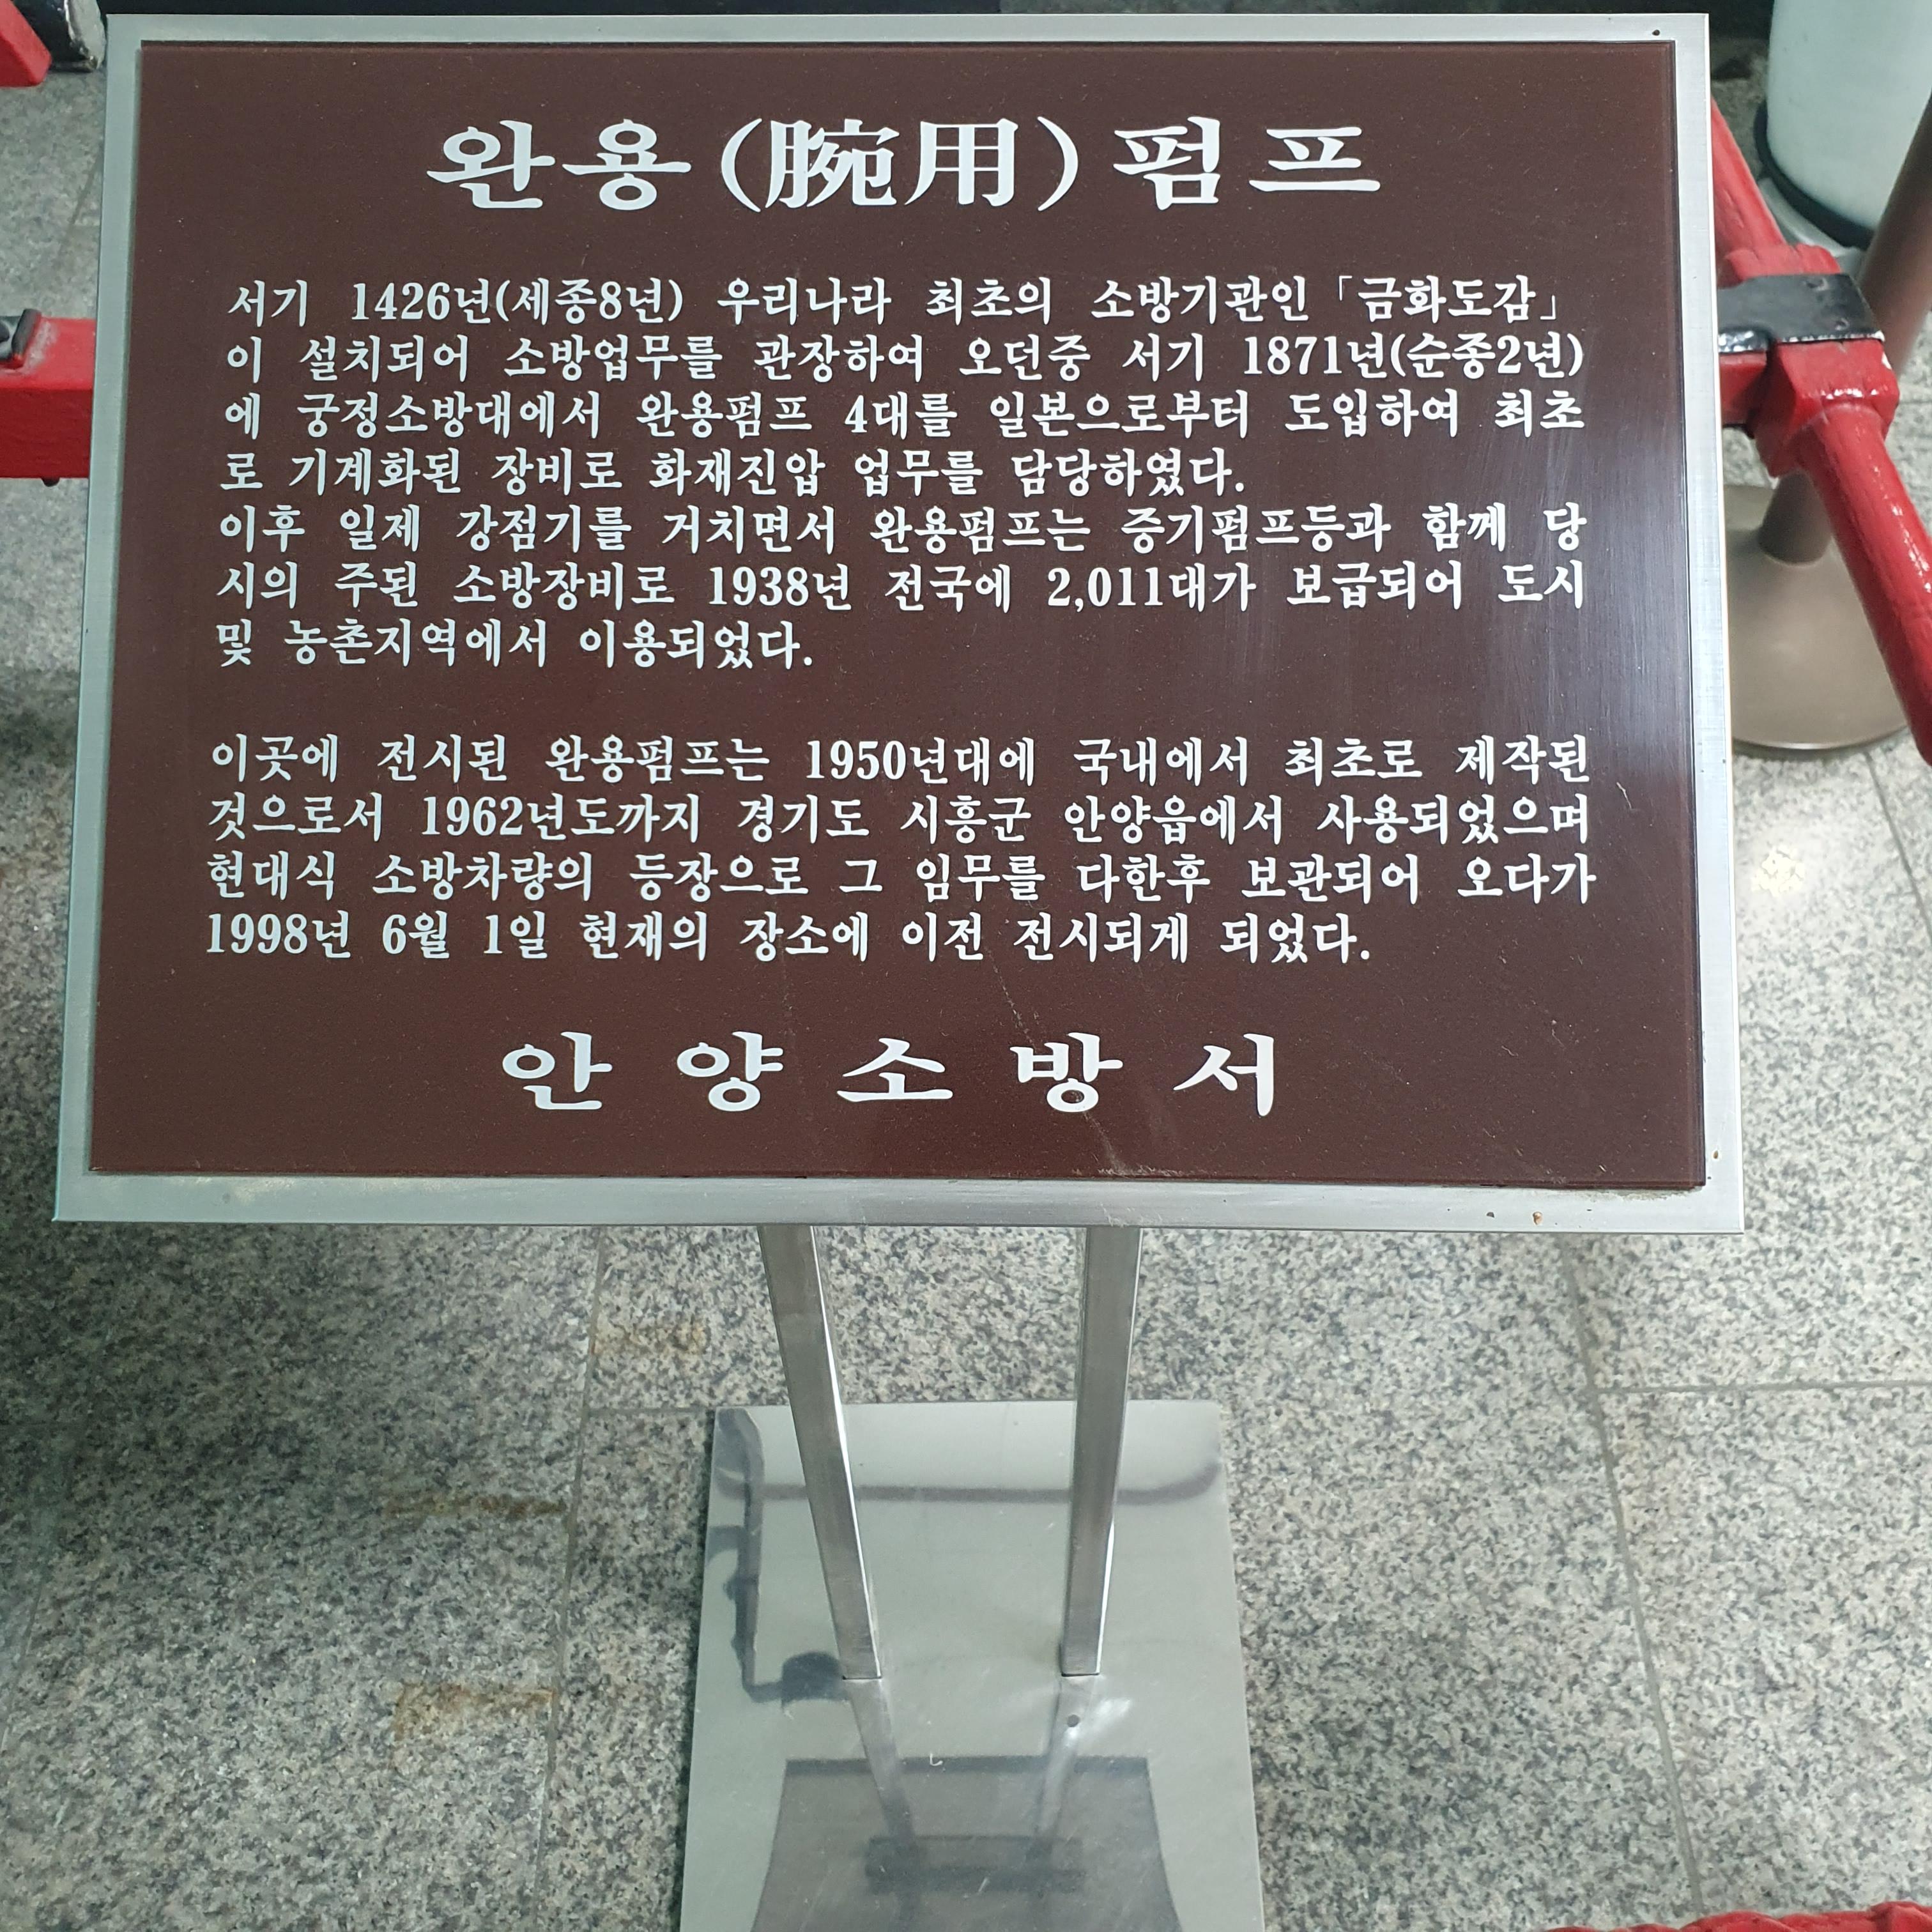 완용(腕用)펌프
서기 1426년(세종8년) 우리나라 최초의 소방기관인「금화도감」
이 설치되어 소방업무를 관장하여 오던중 서기 1871년(순종2년)
에 궁정소방대에서 완용펌프 4대를 일본으로부터 도입하여 최초
로 기계화된 장비로 화재진압 업무를 담당하였다.
이후 일제 강점기를 거치면서 완용펌프는 증기펌프등과 함께 당
시의 주된 소방장비로 1938년 전국에 2,011대가 보급되어 도시
및 농촌지역에서 이용되었다.
이곳에 전시된 완용펌프는 1950년대에 국내에서 최초로 제작된
것으로서 1962년도까지 경기도 시흥군 안양읍에서 사용되었으며
현대식 소방차량의 등장으로 그 임무를 다한후 보관되어 오다가
1998년 6월 1일 현재의 장소에 이전 전시되게 되었다.
안양소방서